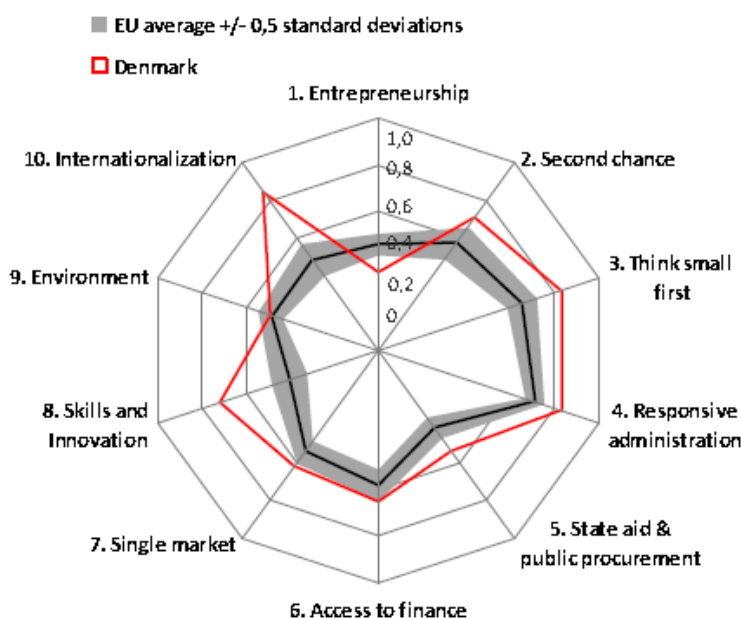 EU average +/- 0,5 standard deviations
Denmark
1. Entrepreneurship
10. Internationalization
1,0
2. Second chance
0,8
0,6
0,4
9. Environment
3. Think small
first
0,2
0
8. Skills and
Innovation
4. Responsive
administration
7. Single market
5. State aid &
public procurement
6. Access to finance